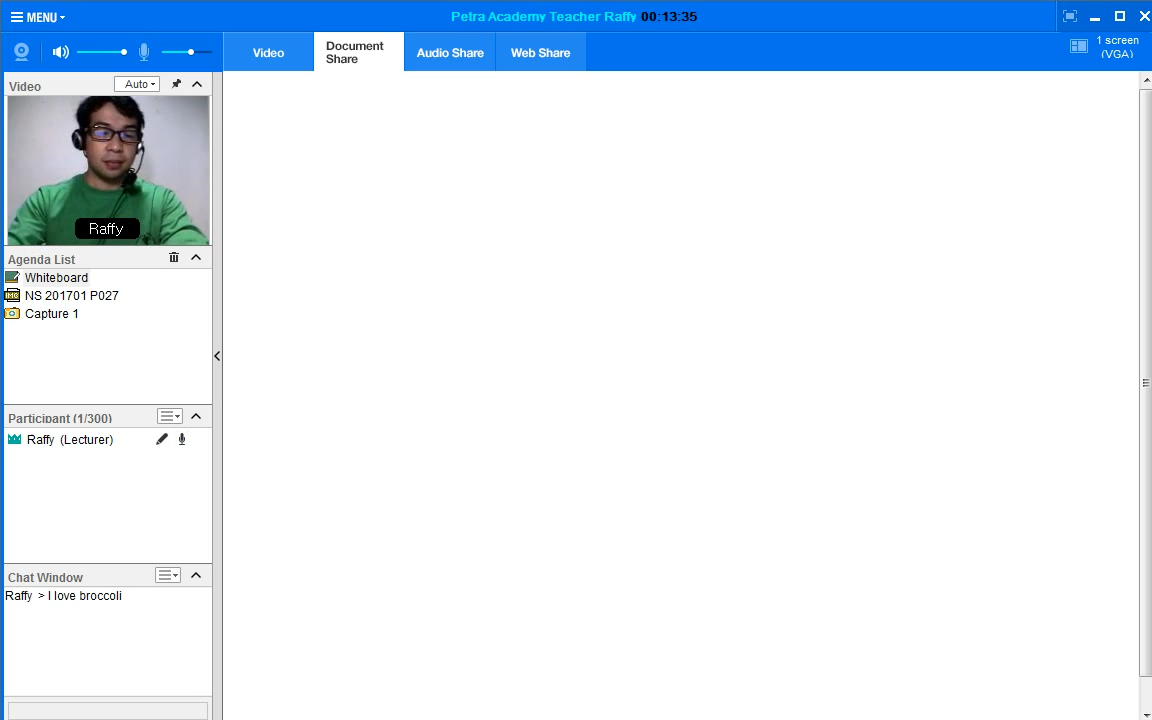 MENU
Petra Academy Teacher Raffy 00:13:35
Video
Document
Share
Audio Share
Web Share
1 screen
(VGA)
Video
Auto
Raffy
Agenda List
Whiteboard
IMG
NS 201701 P027
Capture 1
Participant (1/300)
Raffy (Lecturer)
Chat Window
Raffy > I love broccoli